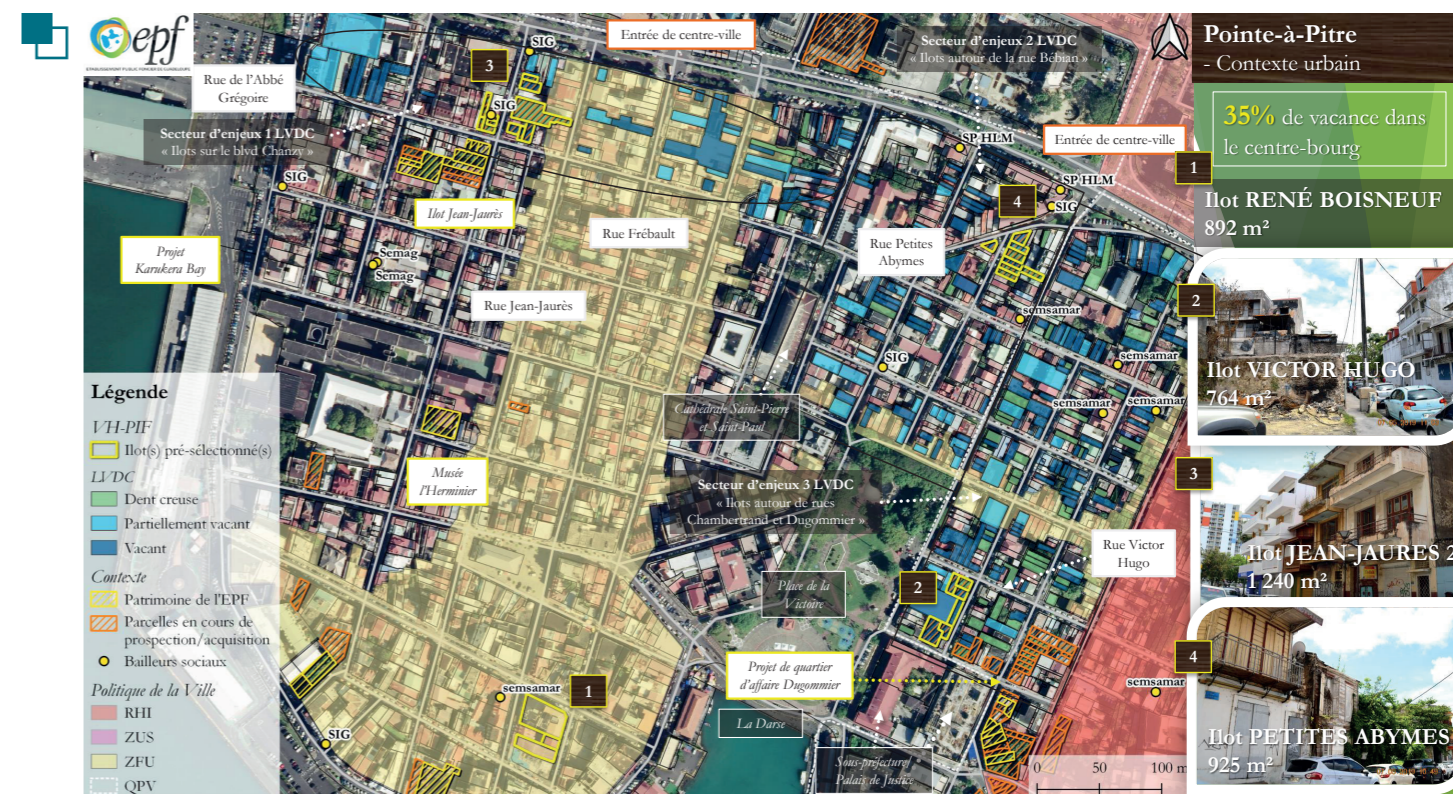 epf
ETABLISSEMENT PUBLIC FONCIER DE GUADELOUPE
Rue de l'Abbé
Grégoire
3
SIG
Entrée de centre-ville
Secteur d'enjeux 2 LVDC
« Ilots autour de la rue Bébian »
Secteur d'enjeux 1 LVDC
« Ilots sur le blvd Chanzy »
SIG
SP HLM
Entrée de centre-ville
SIG
SP HLM
4
SIG
Ilot Jean-Jaurès
Rue Frébault
Rue Petites
Abymes
Projet
Karukera Bay
Semag
Semag
Rue Jean-Jaurès
semsamar
SIG
semsamar
semsamar
semsamar
Cathédrale Saint-Pierre
et Saint-Paul
Musée
l'Herminier
Secteur d'enjeux 3 LVDC
« Ilots autour de rues
Chambertrand et Dugommier »
Rue Victor
Hugo
Place de la
Victoire
2
Projet de quartier
d'affaire Dugommier
semsamar
1
semsamar
La Darse
SIG
Sous-préfecture/
Palais de Justice
0 50 100 m
Légende
VH-PIF
Ilot(s) pré-sélectionné(s)
LVDC
Dent creuse
Partiellement vacant
Vacant
Contexte
Patrimoine de l'EPF
Parcelles en cours de
prospection/acquisition
Bailleurs sociaux
Politique de la Ville
RHI
ZUS
ZFU
QPV
Pointe-à-Pitre
- Contexte urbain
35% de vacance dans
le centre-bourg
1
Ilot RENÉ BOISNEUF
892 m²
2
Ilot VICTOR HUGO
764 m²
3
Ilot JEAN-JAURES 2
1 240 m²
4
Ilot PETITES ABYMES
925 m²